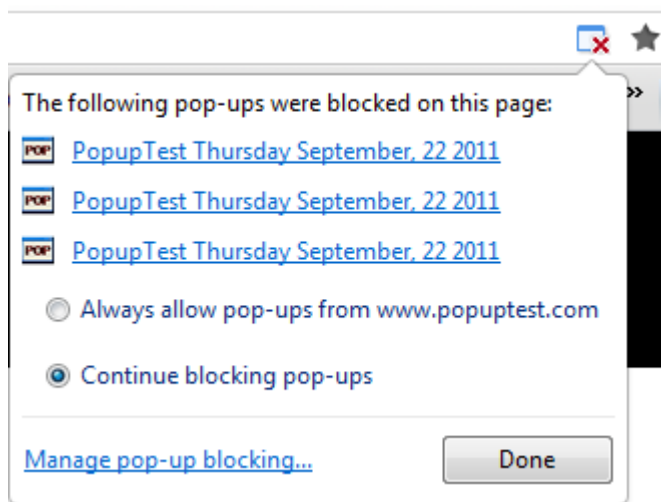 »
The following pop-ups were blocked on this page:
POP PopupTest Thursday September, 22 2011
POP PopupTest Thursday September, 22 2011
POP PopupTest Thursday September, 22 2011
Always allow pop-ups from www.popuptest.com
Continue blocking pop-ups
Manage pop-up blocking... Done